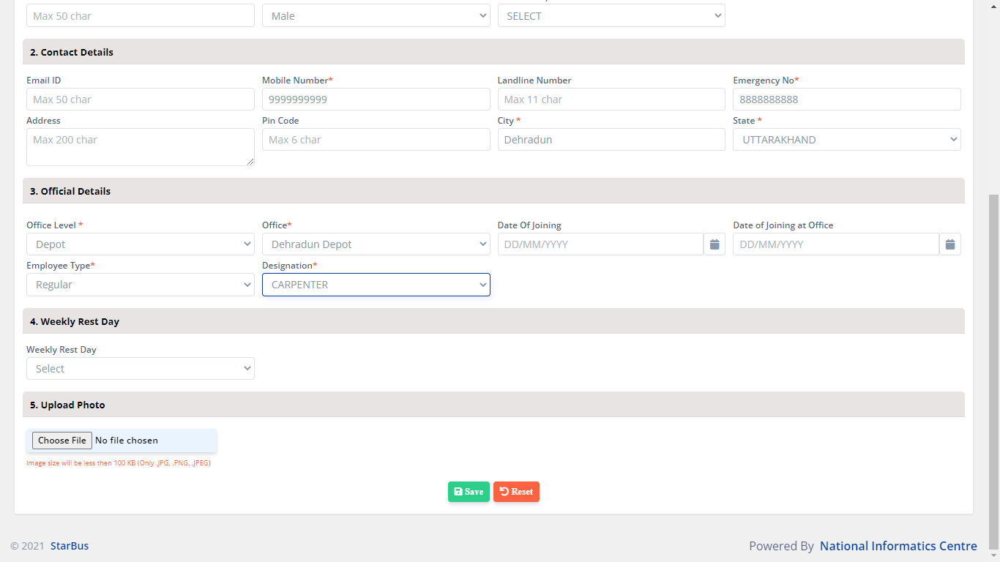 Max 50 char Male SELECT
2. Contact Details
Email ID Mobile Number* Landline Number Emergency No*
Max 50 char 9999999999 Max 11 char 8888888888
Address Pin Code City * State *
Max 200 char Max 6 char Dehradun UTTARAKHAND
3. Official Details
Office Level * Office* Date Of Joining Date of Joining at Office
Depot Dehradun Depot DD/MM/YYYY DD/MM/YYYY
Employee Type* Designation*
Regular CARPENTER
4. Weekly Rest Day
Weekly Rest Day
Select
5. Upload Photo
Choose File No file chosen
Image size will be less then 100 KB (Only .JPG, .PNG, .JPEG)
Save Reset
© 2021 StarBus Powered By National Informatics Centre